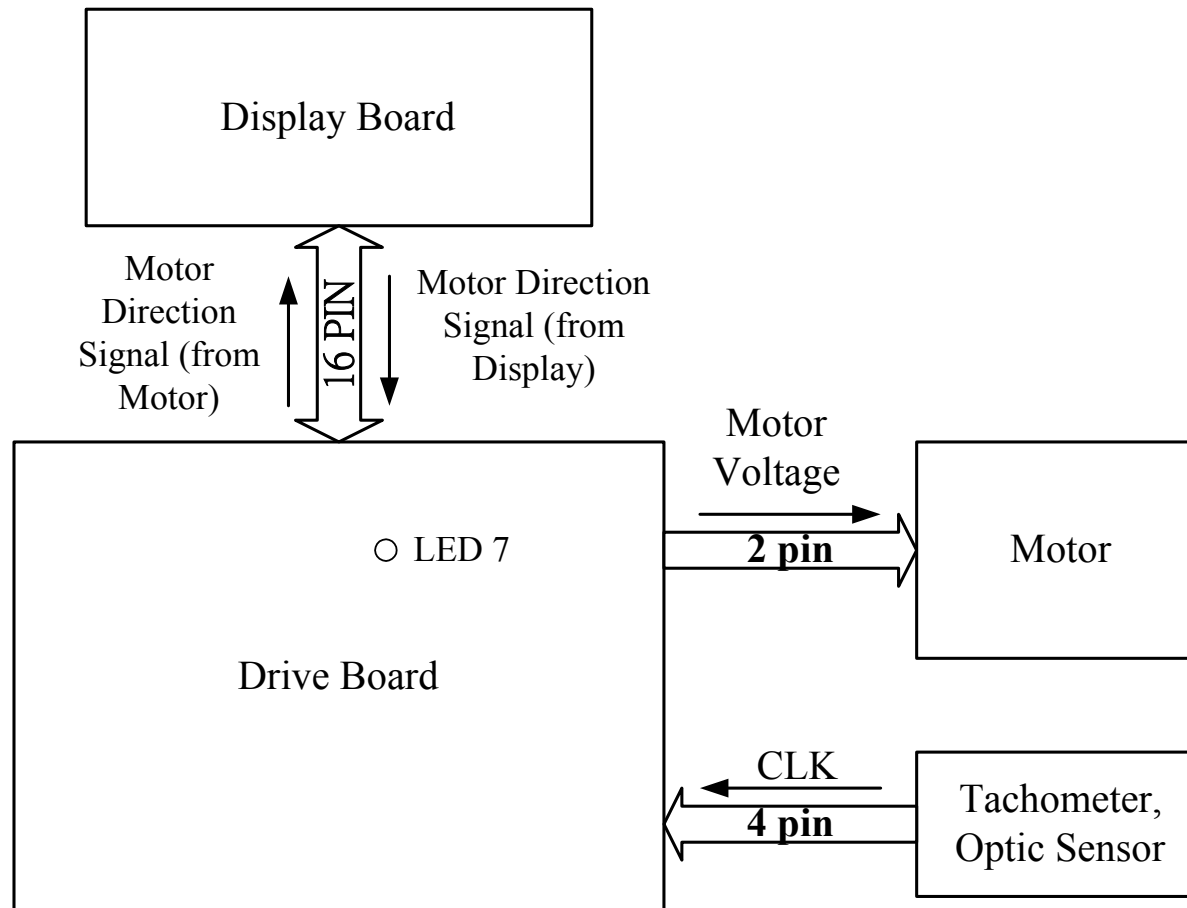 Display Board
Motor
Direction
Signal (from
Motor)
16 PIN
Motor Direction
Signal (from
Display)
Motor
Voltage
2 pin
Motor
LED 7
Drive Board
CLK
4 pin
Tachometer,
Optic Sensor